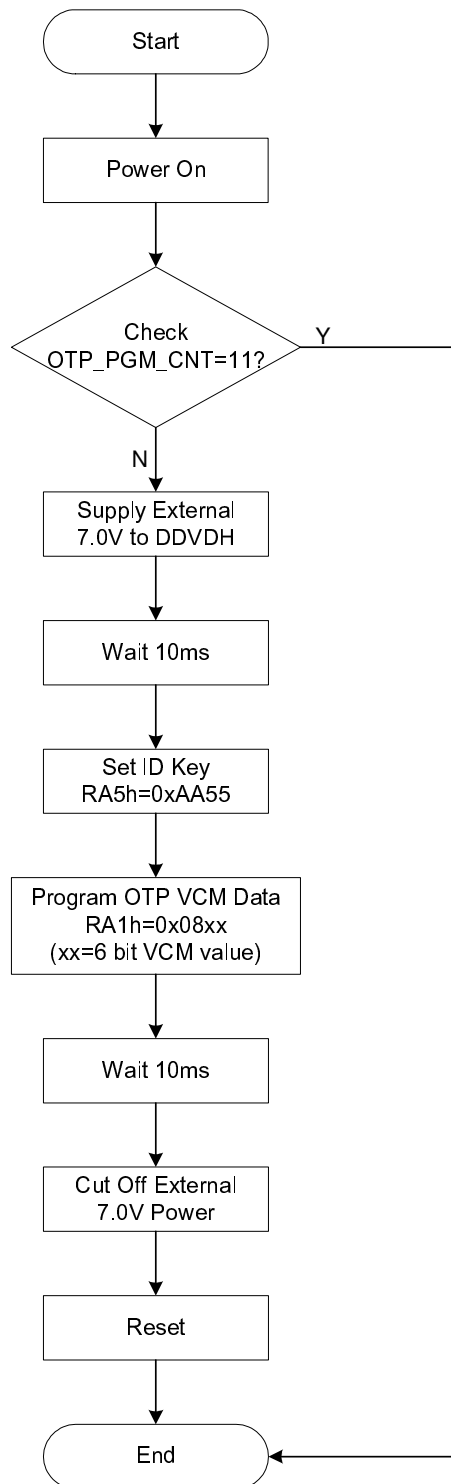 Start
Power On
Check
OTP_PGM_CNT=11?
Y
N
Supply External
7.0V to DDVDH
Wait 10ms
Set ID Key
RA5h=0xAA55
Program OTP VCM Data
RA1h=0x08xx
(xx=6 bit VCM value)
Wait 10ms
Cut Off External
7.0V Power
Reset
End